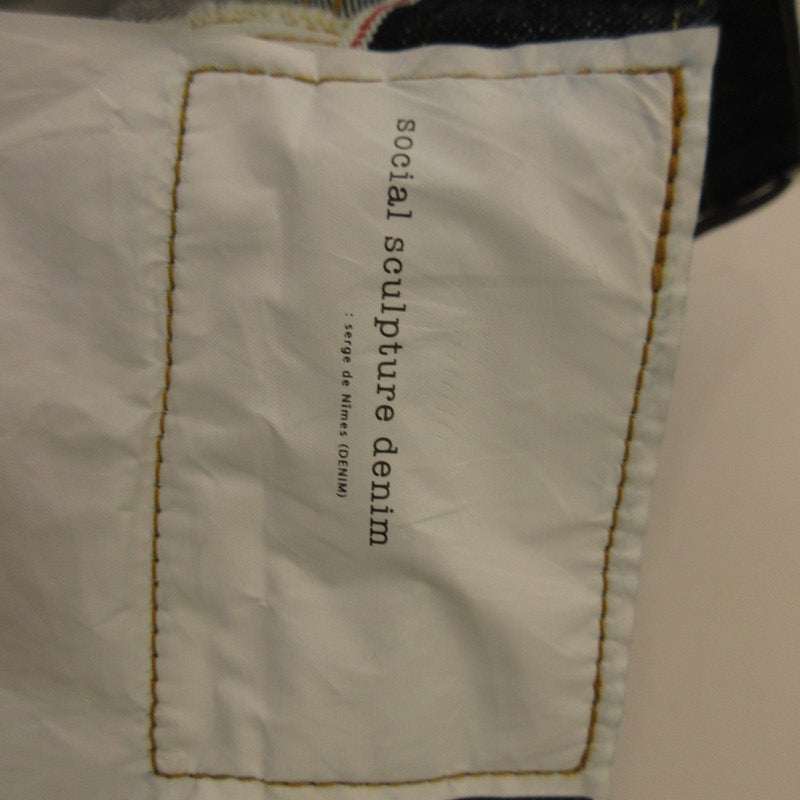 social sculpture denim
: serge de Nîmes (DENIM)